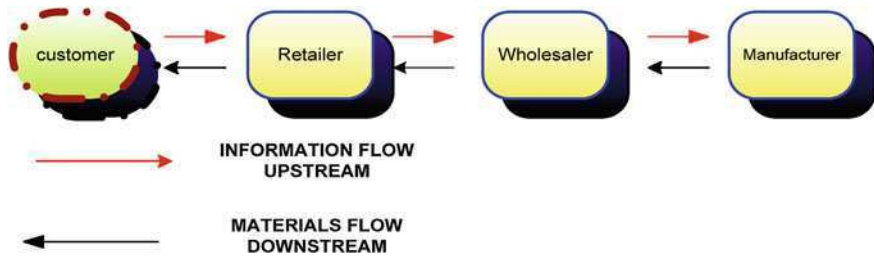 customer
Retailer
Wholesaler
Manufacturer
INFORMATION FLOW
UPSTREAM
MATERIALS FLOW
DOWNSTREAM